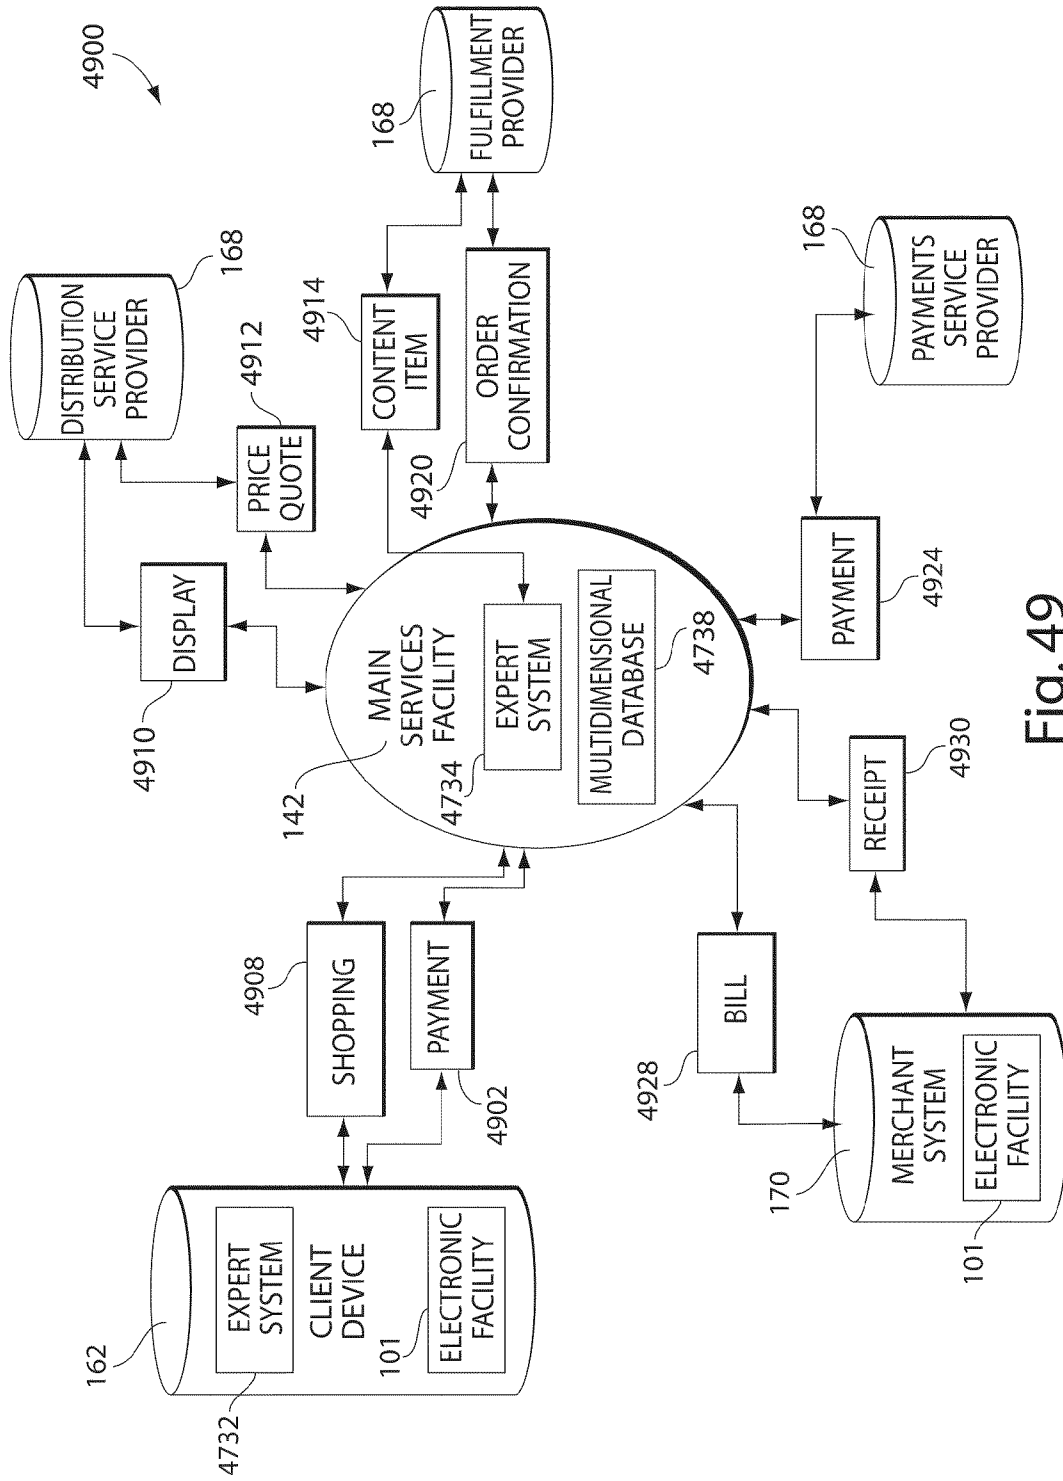 4900
DISTRIBUTION
SERVICE
PROVIDER
168
4910
DISPLAY
PRICE
QUOTE
4912
CONTENT
ITEM
4914
168
FULFILLMENT
PROVIDER
ORDER
CONFIRMATION
4920
162
EXPERT
SYSTEM
4732
CLIENT
DEVICE
ELECTRONIC
FACILITY
101
4908
SHOPPING
PAYMENT
4902
142
MAIN
SERVICES
FACILITY
EXPERT
SYSTEM
4734
MULTIDIMENSIONAL
DATABASE
4738
168
PAYMENTS
SERVICE
PROVIDER
PAYMENT
4924
BILL
4928
RECEIPT
4930
170
MERCHANT
SYSTEM
ELECTRONIC
FACILITY
101
Fig. 49